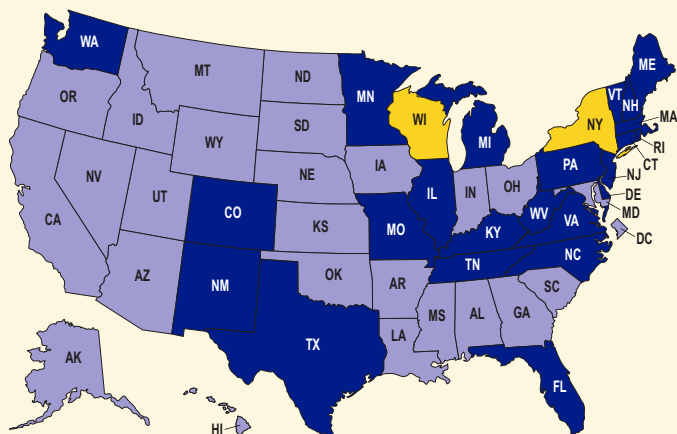 WA
ME
MT
ND
MN
VT
NH
OR
ID
SD
WI
NY
MA
MI
RI
WY
CT
IA
PA
NJ
NE
OH
NV
IL
IN
DE
UT
MD
CO
WV
VA
CA
KS
MO
KY
DC
NC
TN
AZ
OK
NM
AR
SC
MS
AL
GA
LA
TX
AK
FL
HI